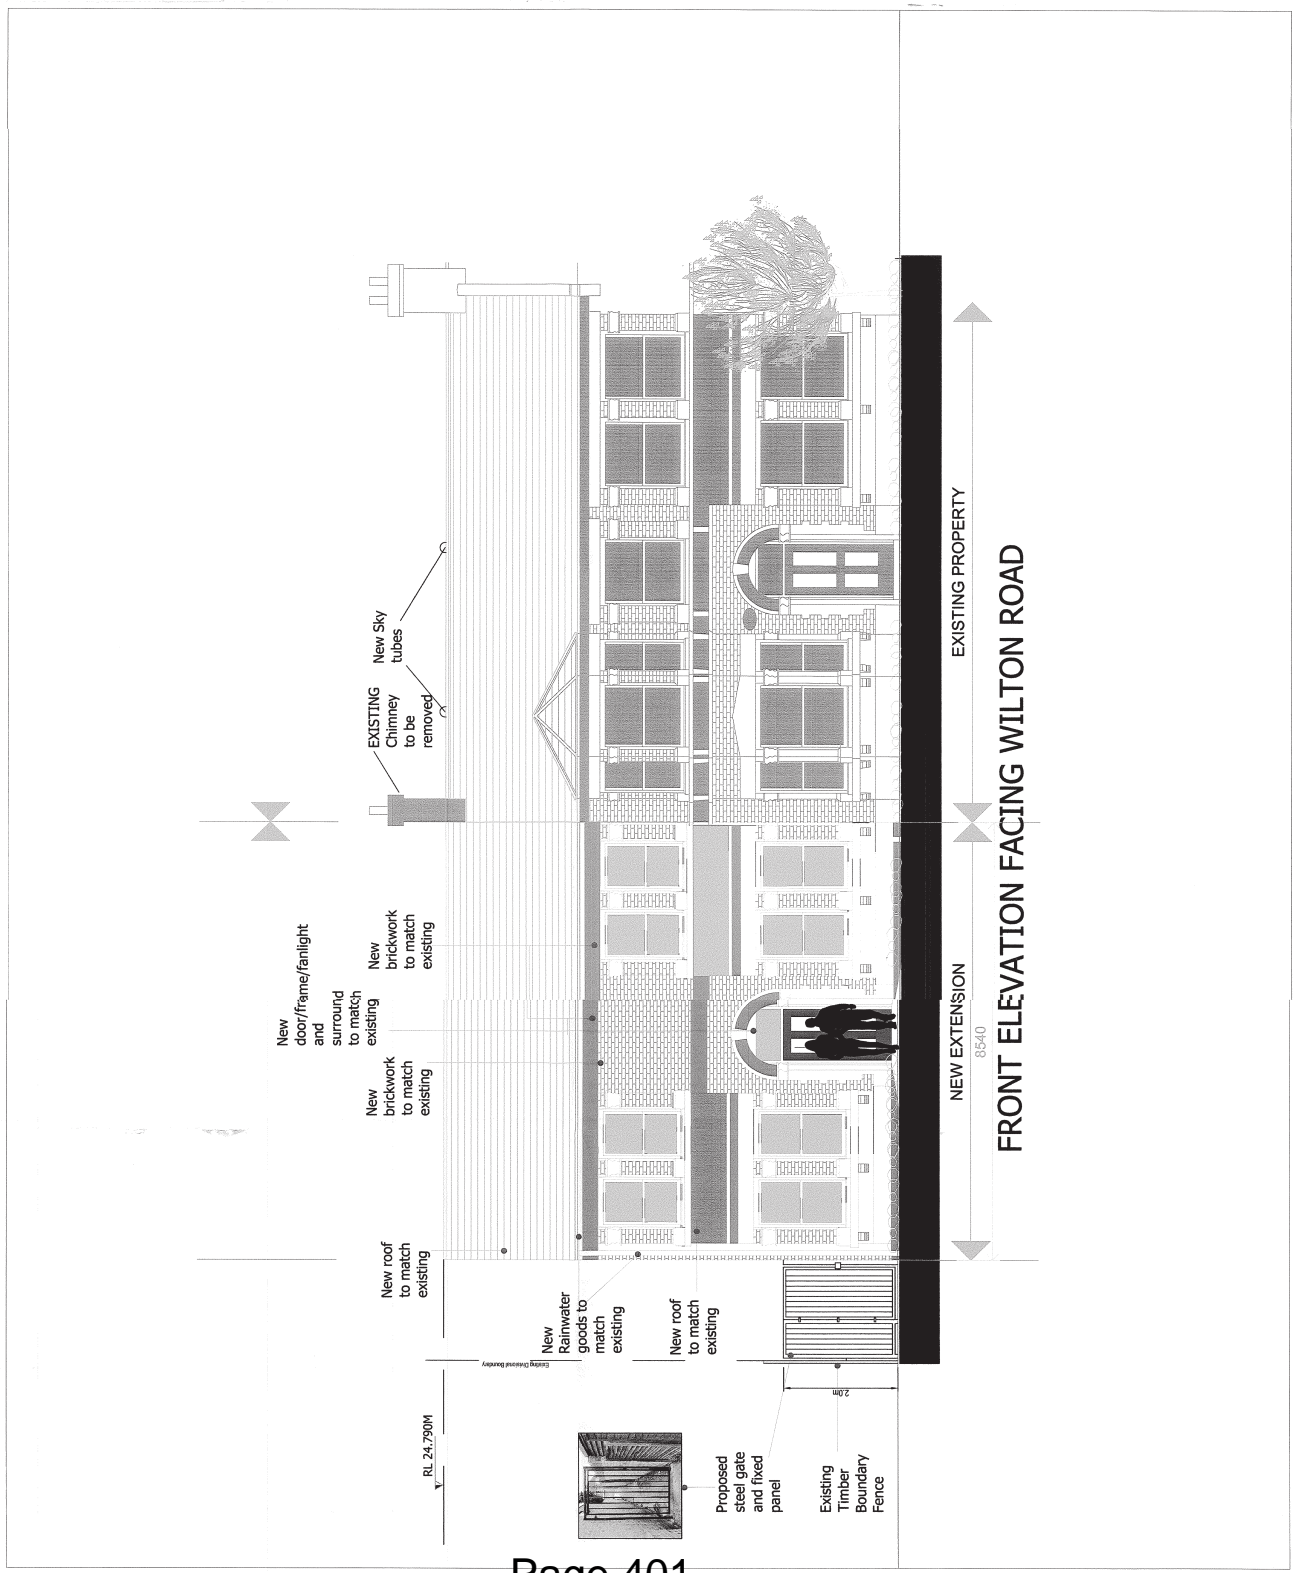 New
door/frame/fanlight
and
surround
to match
existing
New roof
to match
existing
New
brickwork
to match
existing
New
brickwork
to match
existing
EXISTING
Chimney
to be
removed
New Sky
tubes
RL 24.790M
Existing Divisional Boundary
New
Rainwater
goods to
match
existing
New roof
to match
existing
Proposed
steel gate
and fixed
panel
Existing
Timber
Boundary
Fence
2.0m
NEW EXTENSION
8540
EXISTING PROPERTY
FRONT ELEVATION FACING WILTON ROAD
Page 401